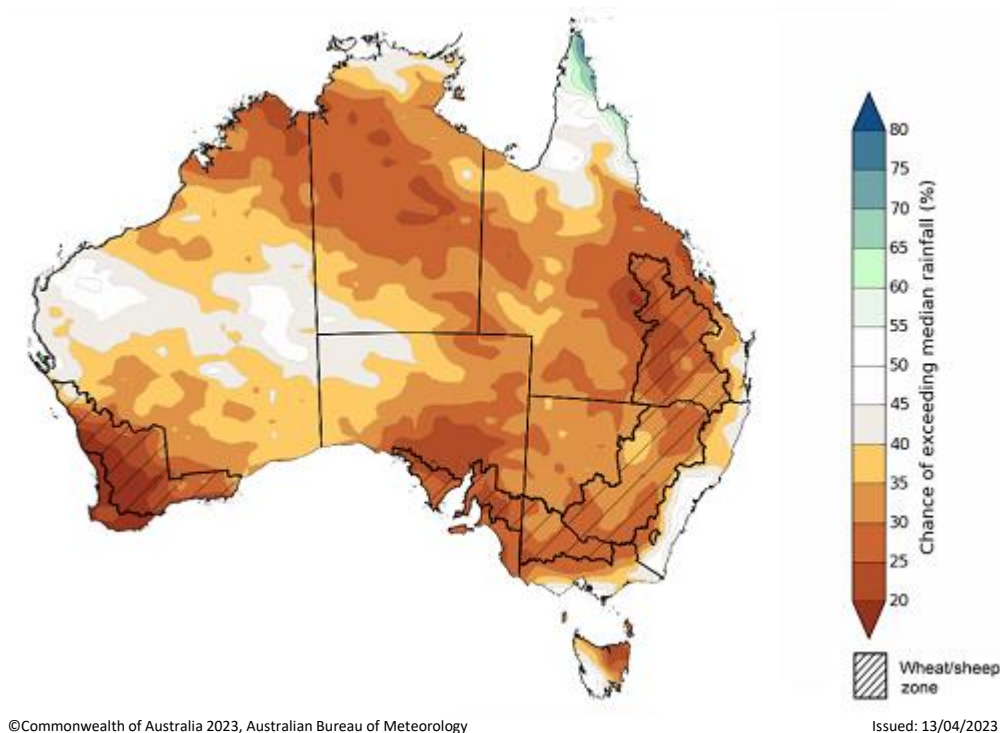 80
75
70
65
60
55
50
45
40
35
30
25
20
Chance of exceeding median rainfall (%)
Wheat/sheep
zone
©Commonwealth of Australia 2023, Australian Bureau of Meteorology
Issued: 13/04/2023